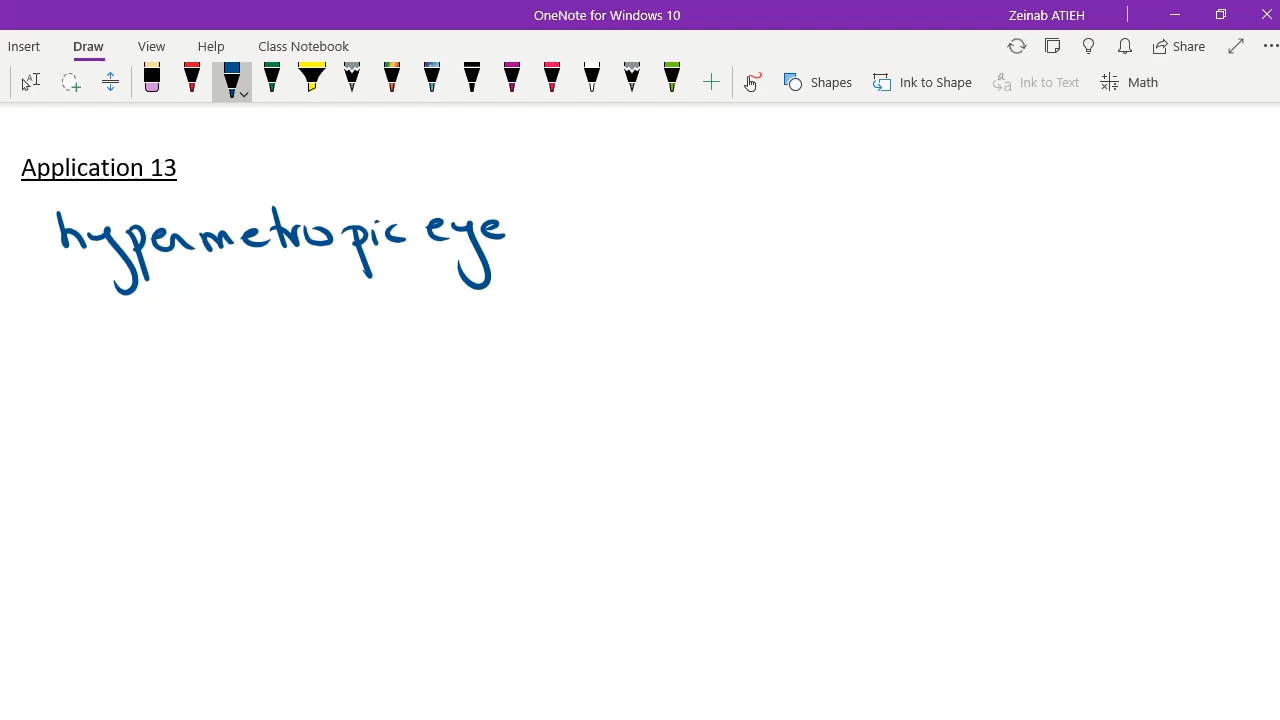 OneNote for Windows 10
Zeinab ATIEH
Insert Draw View Help Class Notebook Share
Shapes Ink to Shape Ink to Text Math
Application 13
hypermetropic eye